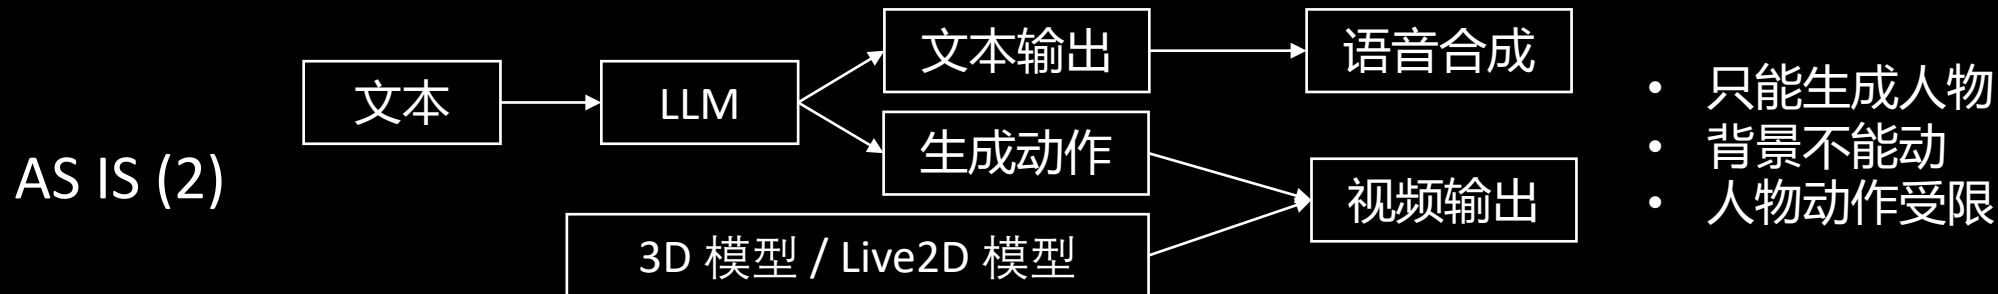 AS IS (2)
文本
LLM
文本输出
生成动作
3D 模型 / Live2D 模型
语音合成
视频输出
• 只能生成人物
• 背景不能动
• 人物动作受限